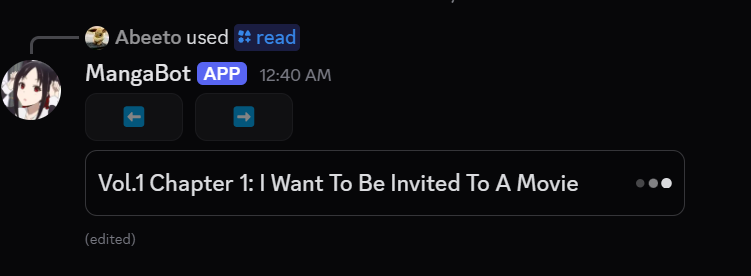 Abeeto used read
MangaBot APP 12:40 AM
Vol.1 Chapter 1: I Want To Be Invited To A Movie
(edited)